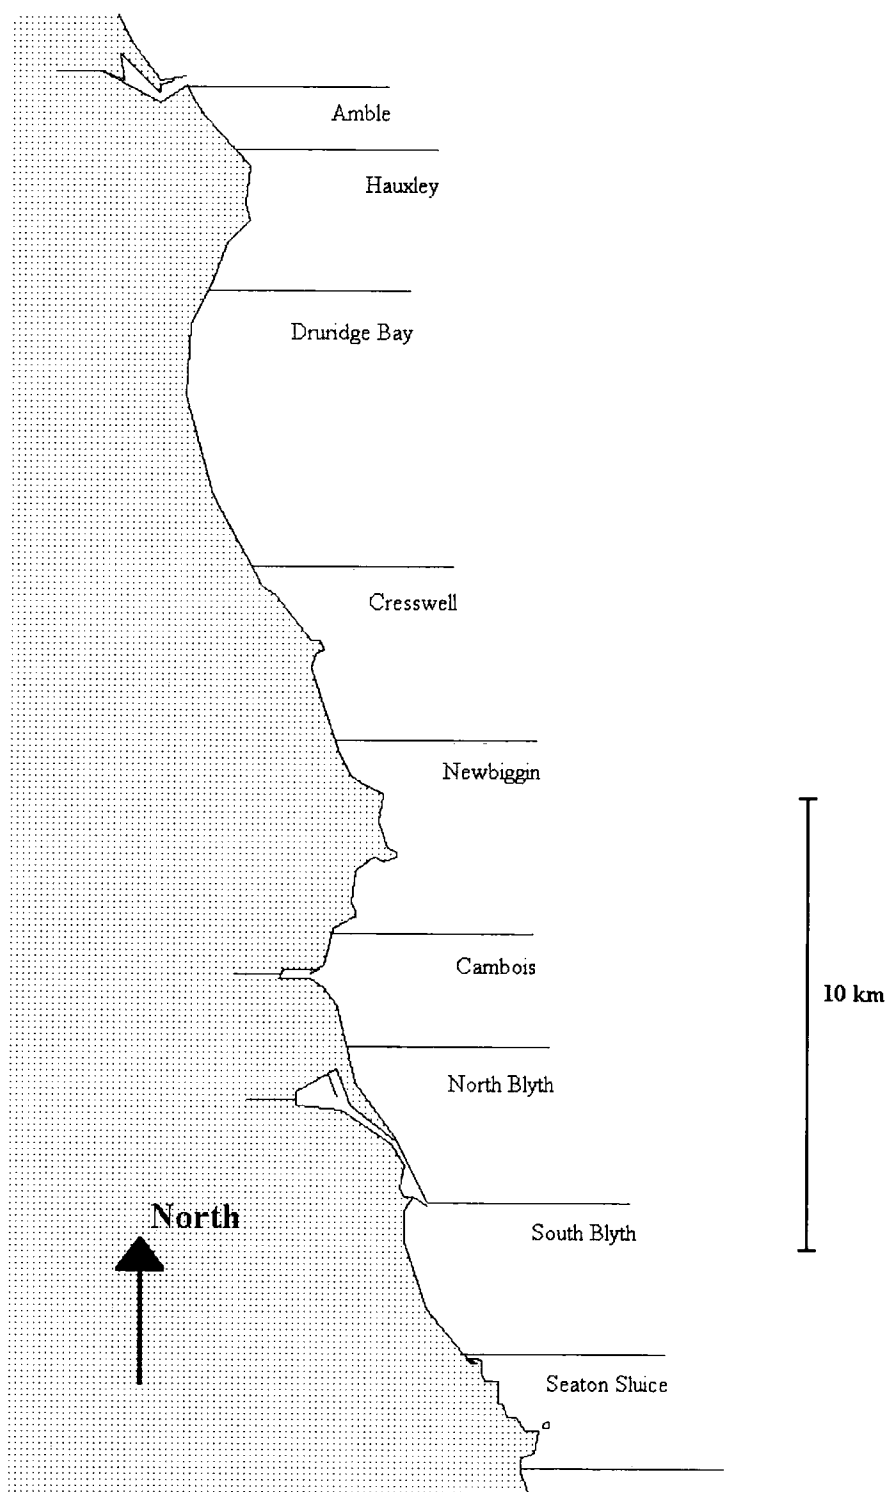 Amble
Hauxley
Druridge Bay
Cresswell
Newbiggin
Cambois
10 km
North Blyth
North
South Blyth
Seaton Sluice